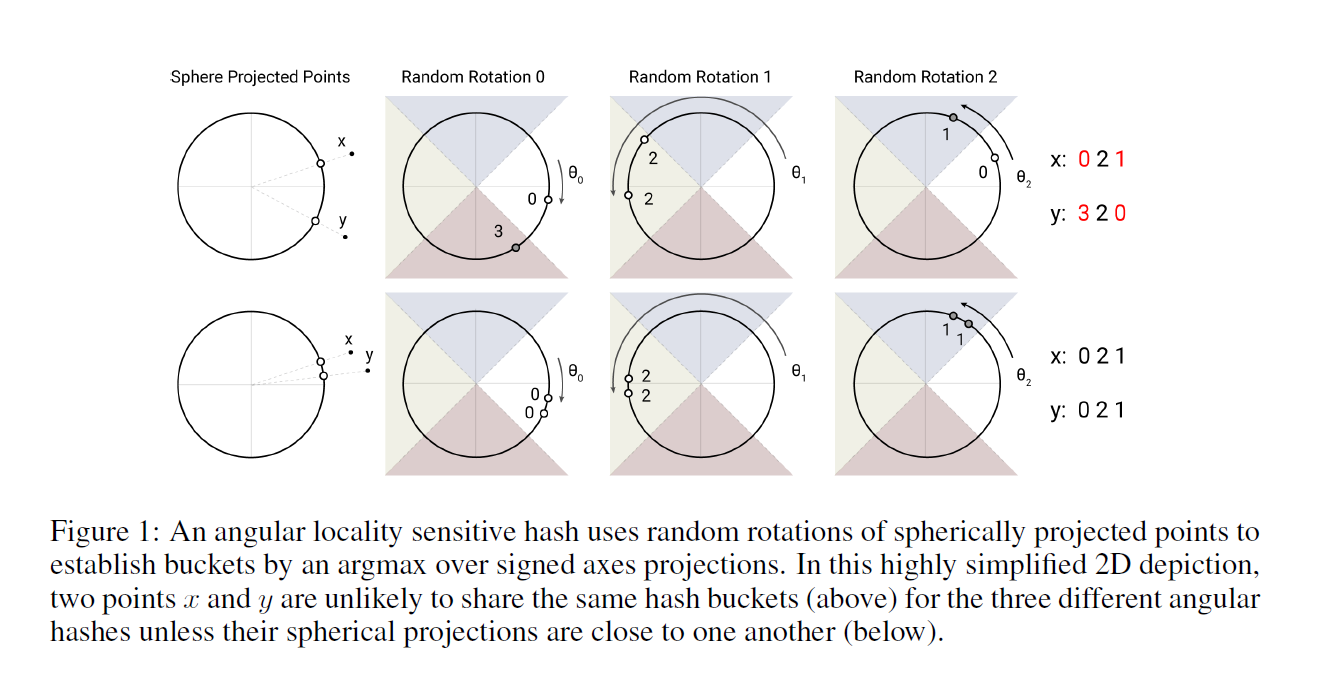 Sphere Projected Points
Random Rotation 0
Random Rotation 1
Random Rotation 2
x
y
0
3
θ0
2
2
θ1
1
0
θ2
x: 0 2 1
y: 3 2 0
x
y
0
0
θ0
2
2
θ1
1
1
θ2
x: 0 2 1
y: 0 2 1
Figure 1: An angular locality sensitive hash uses random rotations of spherically projected points to
establish buckets by an argmax over signed axes projections. In this highly simplified 2D depiction,
two points x and y are unlikely to share the same hash buckets (above) for the three different angular
hashes unless their spherical projections are close to one another (below).